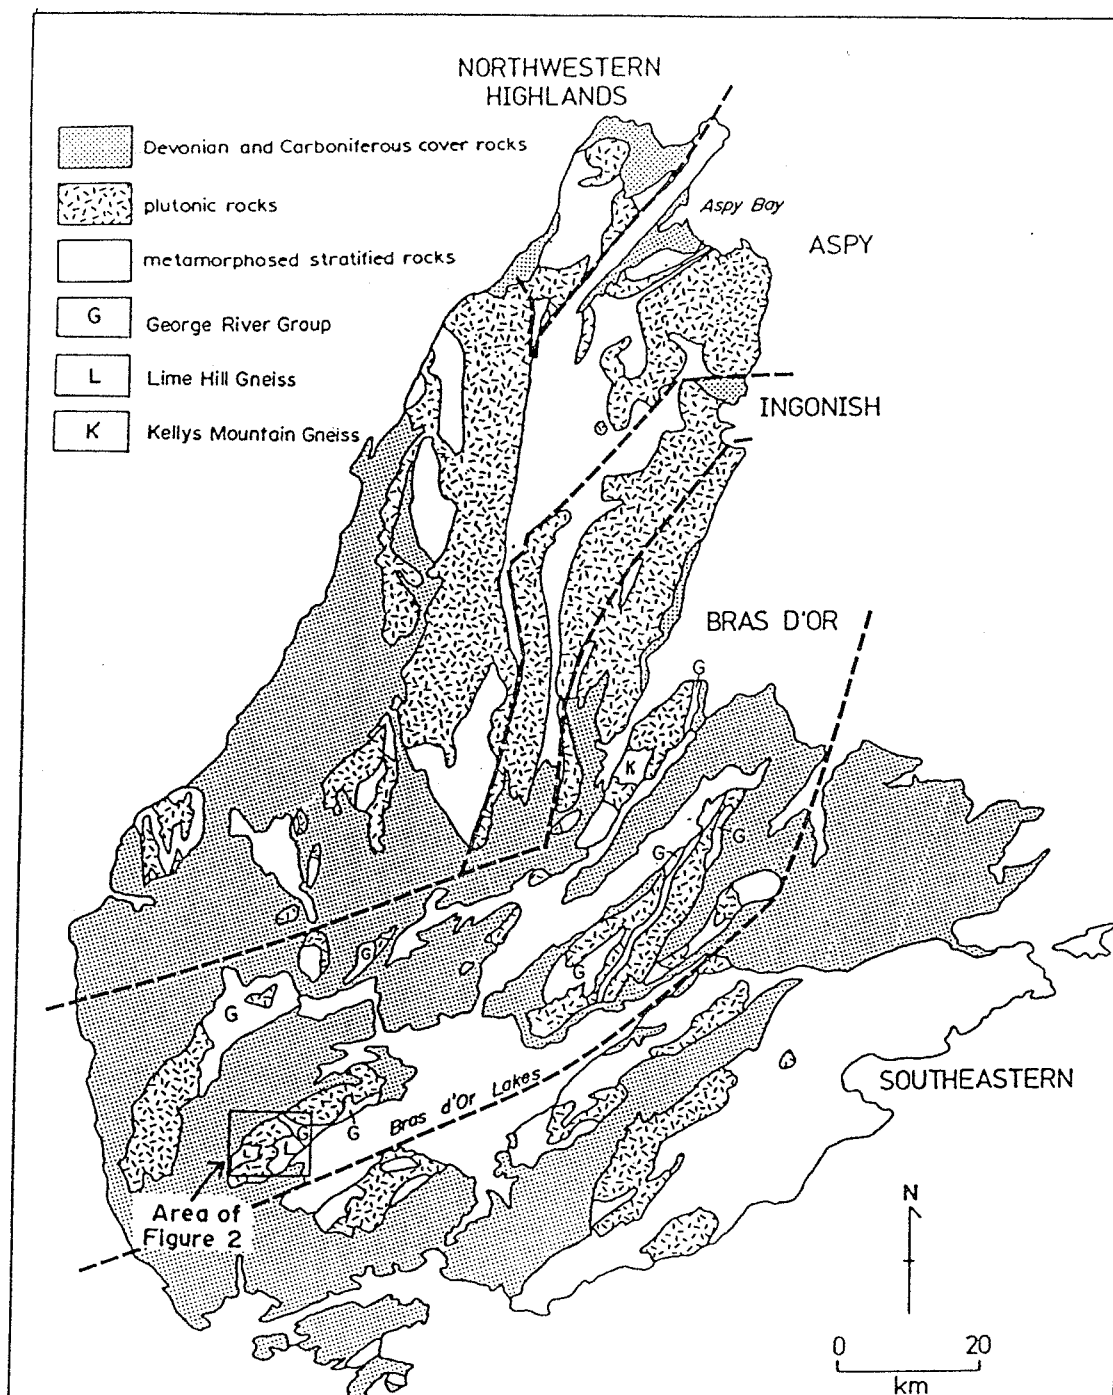 NORTHWESTERN
HIGHLANDS
Devonian and Carboniferous cover rocks
plutonic rocks
metamorphosed stratified rocks
G
George River Group
L
Lime Hill Gneiss
K
Kellys Mountain Gneiss
Aspy Bay
ASPY
INGONISH
BRAS D'OR
G
K
G
G
G
G
G
Bras d'Or Lakes
SOUTHEASTERN
G
G
L
L
Area of
Figure 2
N
0 20
km